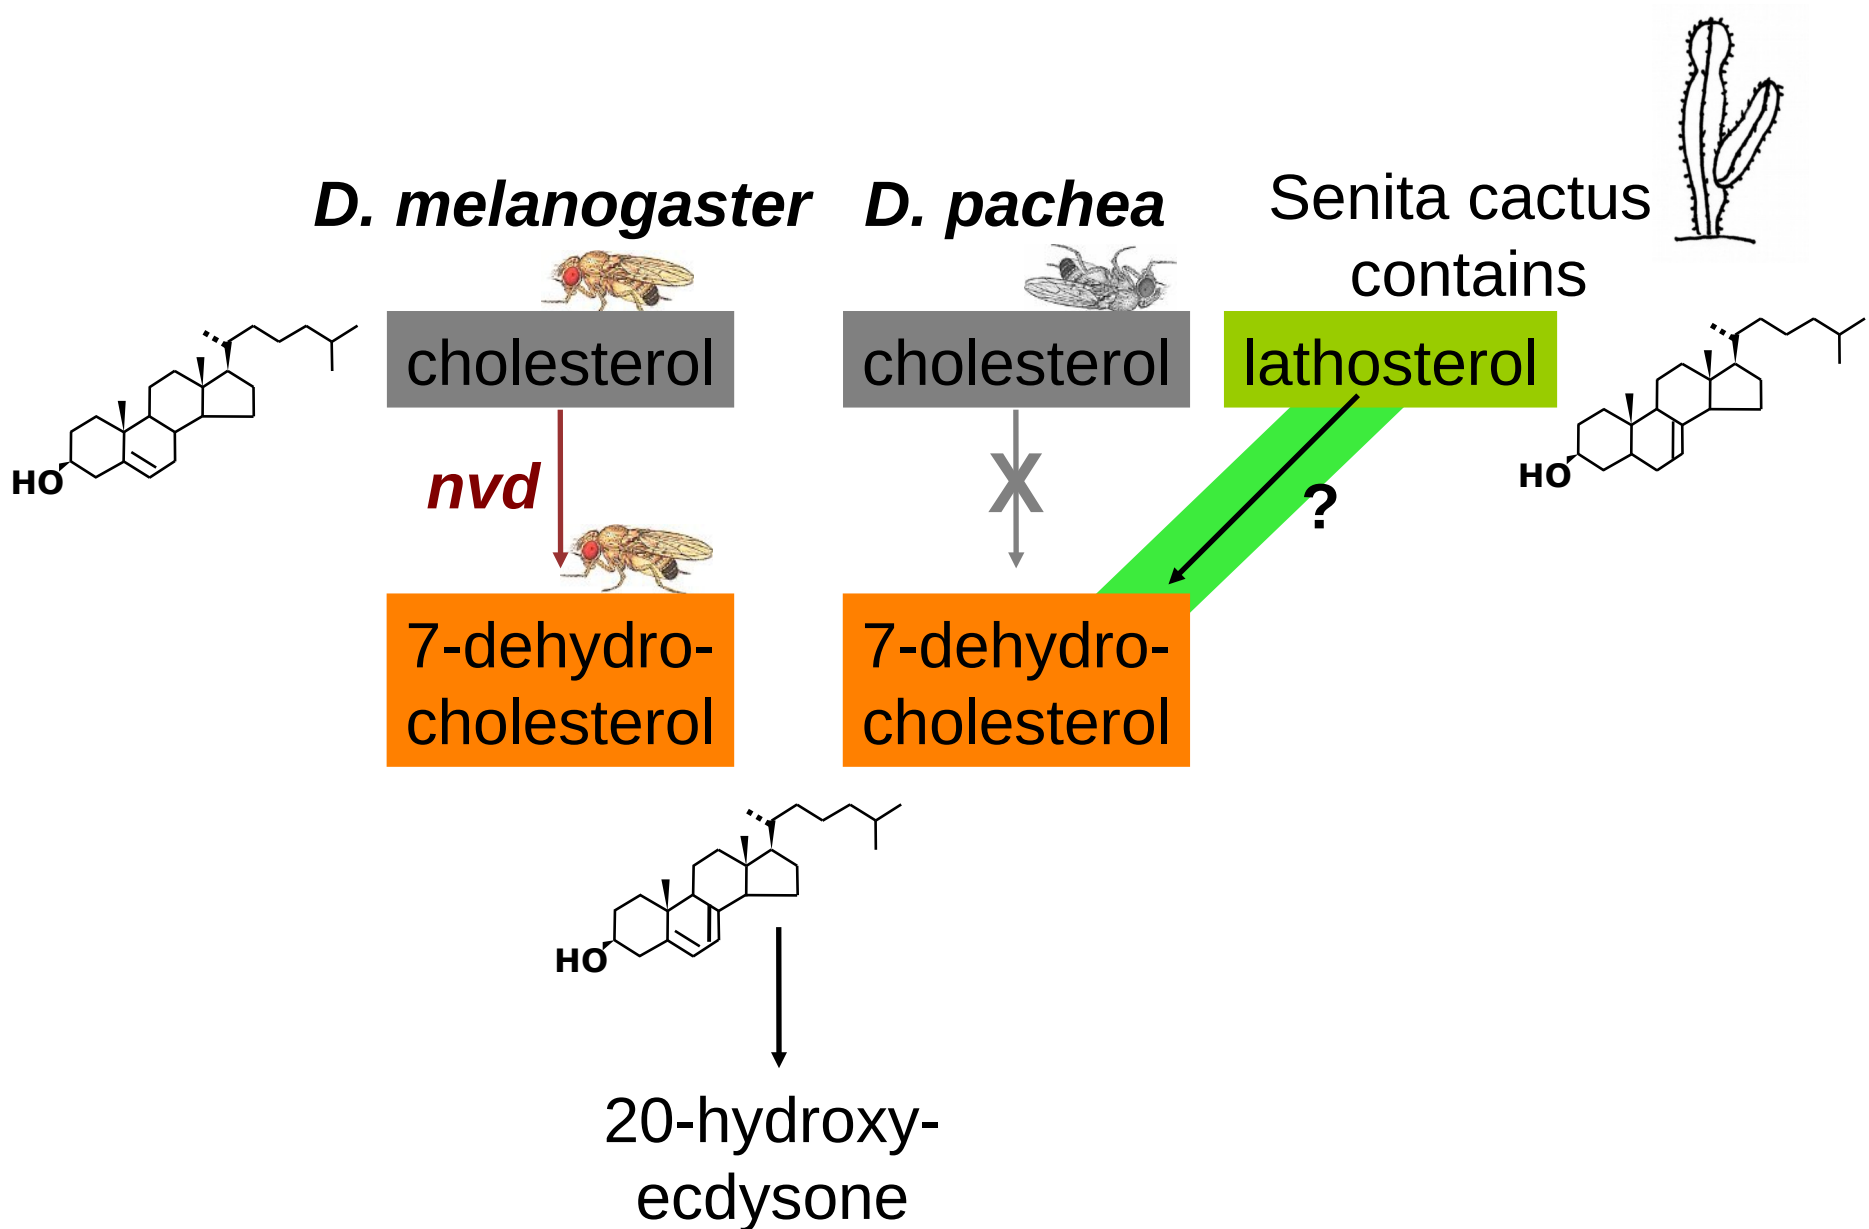 D. melanogaster
D. pachea
Senita cactus
contains
cholesterol
cholesterol
lathosterol
HO
nvd
X
?
HO
7-dehydro-
cholesterol
7-dehydro-
cholesterol
HO
20-hydroxy-
ecdysone